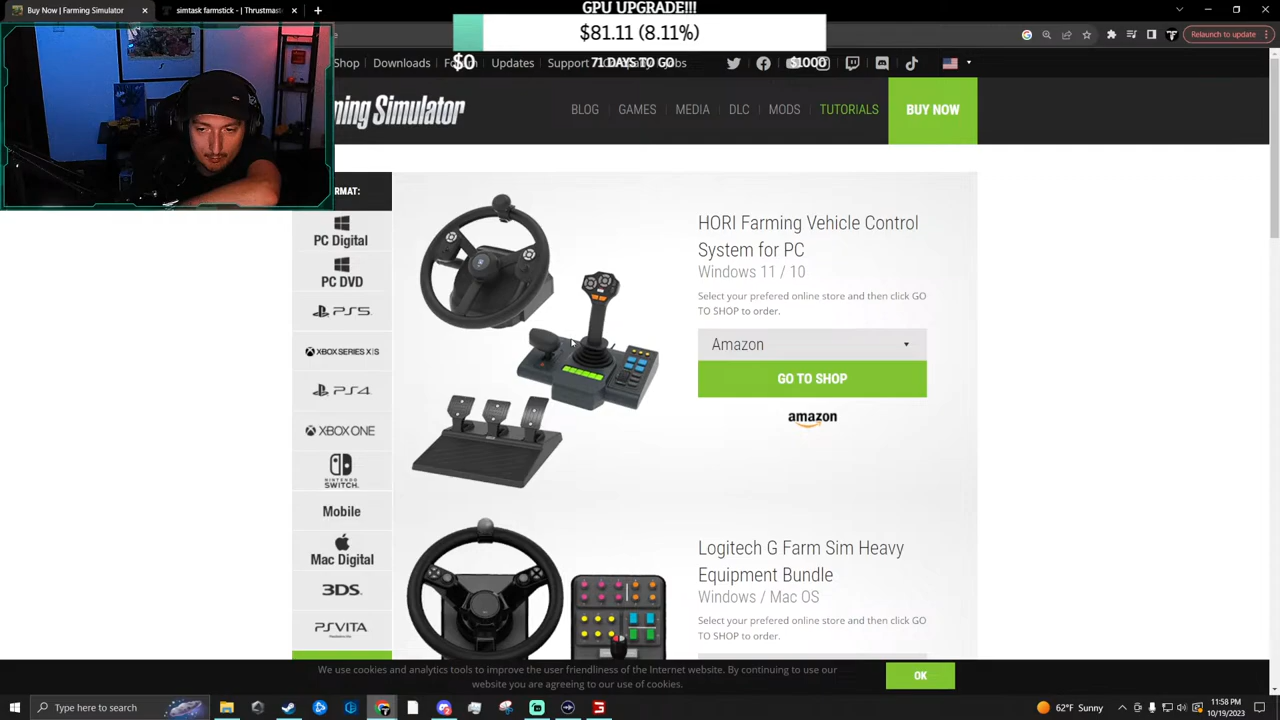 Buy Now | Farming Simulator
simtask farmstick - | Thrustmast
Relaunch to update
GPU UPGRADE!!!
$81.11 (8.11%)
$0
71 DAYS TO GO
Shop Downloads Updates Support
BLOG GAMES MEDIA DLC MODS TUTORIALS BUY NOW
ing Simulator
RMAT:
PC Digital
PC DVD
PS5
XBOX SERIES X|S
PS4
XBOX ONE
NINTENDO SWITCH
Mobile
Mac Digital
3DS
PSVITA
HORI Farming Vehicle Control
System for PC
Windows 11 / 10
Select your prefered online store and then click GO
TO SHOP to order.
Amazon
GO TO SHOP
amazon
Logitech G Farm Sim Heavy
Equipment Bundle
Windows / Mac OS
Select your prefered online store and then click GO
TO SHOP to order.
We use cookies and analytics tools to improve the user friendliness of the Internet website. By continuing to use our
website you are agreeing to our use of cookies.
OK
Type here to search
62°F Sunny
11:58 PM
10/19/2023